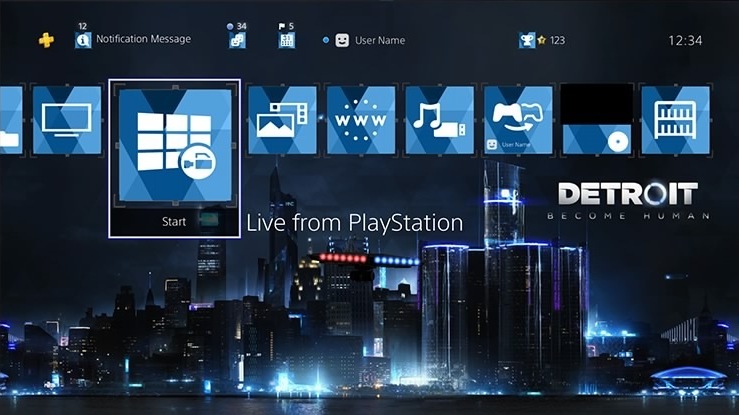 12
Notification Message
34
5
User Name
123
12:34
www
User Name
Start
Live from PlayStation
DETROIT
BECOME HUMAN